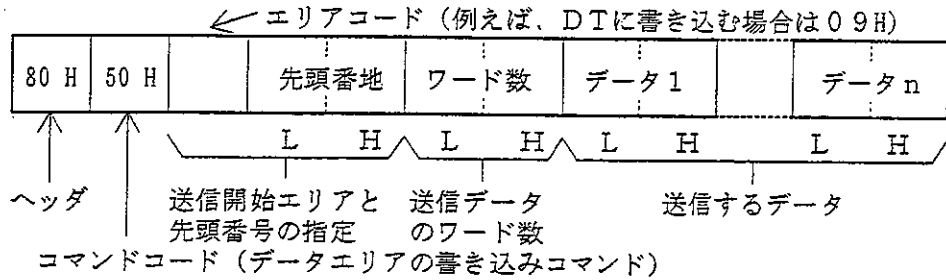 エリアコード（例えば、DTに書き込む場合は09H）
80 H 50 H 先頭番地 ワード数 データ1 データn
L H L H L H L H
ヘッダ 送信開始エリアと 送信データ 送信するデータ
先頭番号の指定 のワード数
コマンドコード（データエリアの書き込みコマンド）